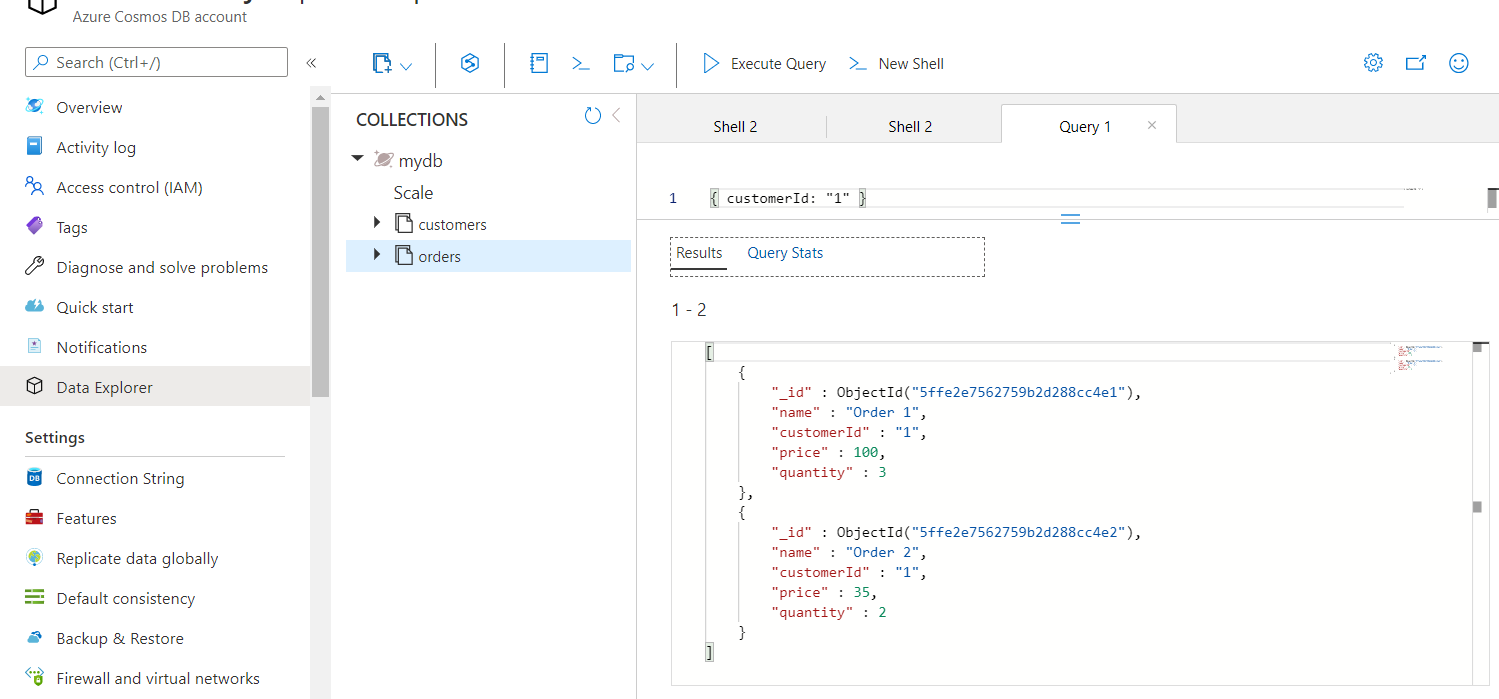 Azure Cosmos DB account
Search (Ctrl+/)
«
Overview
Activity log
Access control (IAM)
Tags
Diagnose and solve problems
Quick start
Notifications
Data Explorer
Settings
Connection String
Features
Replicate data globally
Default consistency
Backup & Restore
Firewall and virtual networks
Execute Query
New Shell
COLLECTIONS
mydb
Scale
customers
orders
Shell 2
Shell 2
Query 1
1 { customerId: "1" }
Results Query Stats
1 - 2
[
{
"_id" : ObjectId("5ffe2e7562759b2d288cc4e1"),
"name" : "Order 1",
"customerId" : "1",
"price" : 100,
"quantity" : 3
},
{
"_id" : ObjectId("5ffe2e7562759b2d288cc4e2"),
"name" : "Order 2",
"customerId" : "1",
"price" : 35,
"quantity" : 2
}
]